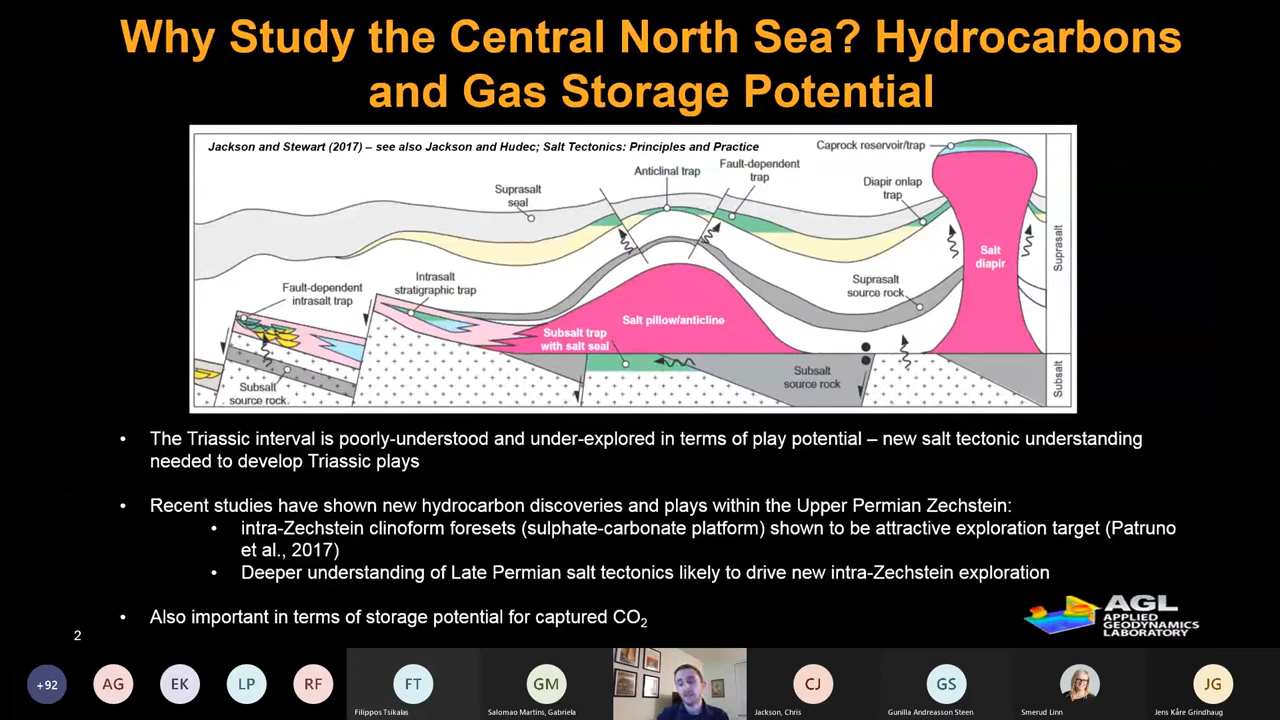 Why Study the Central North Sea? Hydrocarbons
and Gas Storage Potential
Jackson and Stewart (2017) – see also Jackson and Hudec; Salt Tectonics: Principles and Practice
Caprock reservoir/trap
Anticlinal trap
Fault-dependent
trap
Diapir onlap
trap
Suprasalt
seal
Suprasalt
Salt
diapir
Intrasalt
stratigraphic trap
Fault-dependent
intrasalt trap
Suprasalt
source rock
Salt pillow/anticline
Subsalt trap
with salt seal
Subsalt
source rock
Subsalt
source rock
Subsalt
• The Triassic interval is poorly-understood and under-explored in terms of play potential – new salt tectonic understanding
needed to develop Triassic plays
• Recent studies have shown new hydrocarbon discoveries and plays within the Upper Permian Zechstein:
• intra-Zechstein clinoform foresets (sulphate-carbonate platform) shown to be attractive exploration target (Patruno
et al., 2017)
• Deeper understanding of Late Permian salt tectonics likely to drive new intra-Zechstein exploration
• Also important in terms of storage potential for captured CO2
2
AGL
APPLIED
GEODYNAMICS
LABORATORY
+92
AG
EK
LP
RF
FT
GM
CJ
GS
JG
Filippos Tsikalas
Salomao Martins, Gabriela
Jackson, Chris
Gunilla Andreasson Steen
Smerud Linn
Jens Kåre Grindhaug